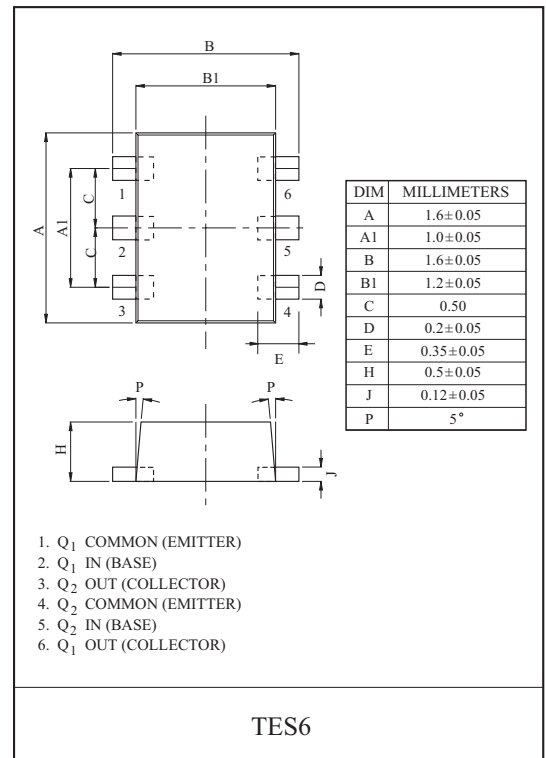 B
B1
A
A1
C
C
1
2
3
6
5
4
D
E
DIM MILLIMETERS
A 1.6±0.05
A1 1.0±0.05
B 1.6±0.05
B1 1.2±0.05
C 0.50
D 0.2±0.05
E 0.35±0.05
H 0.5±0.05
J 0.12±0.05
P 5°
P
P
H
J
1. Q1 COMMON (EMITTER)
2. Q1 IN (BASE)
3. Q2 OUT (COLLECTOR)
4. Q2 COMMON (EMITTER)
5. Q2 IN (BASE)
6. Q1 OUT (COLLECTOR)
TES6